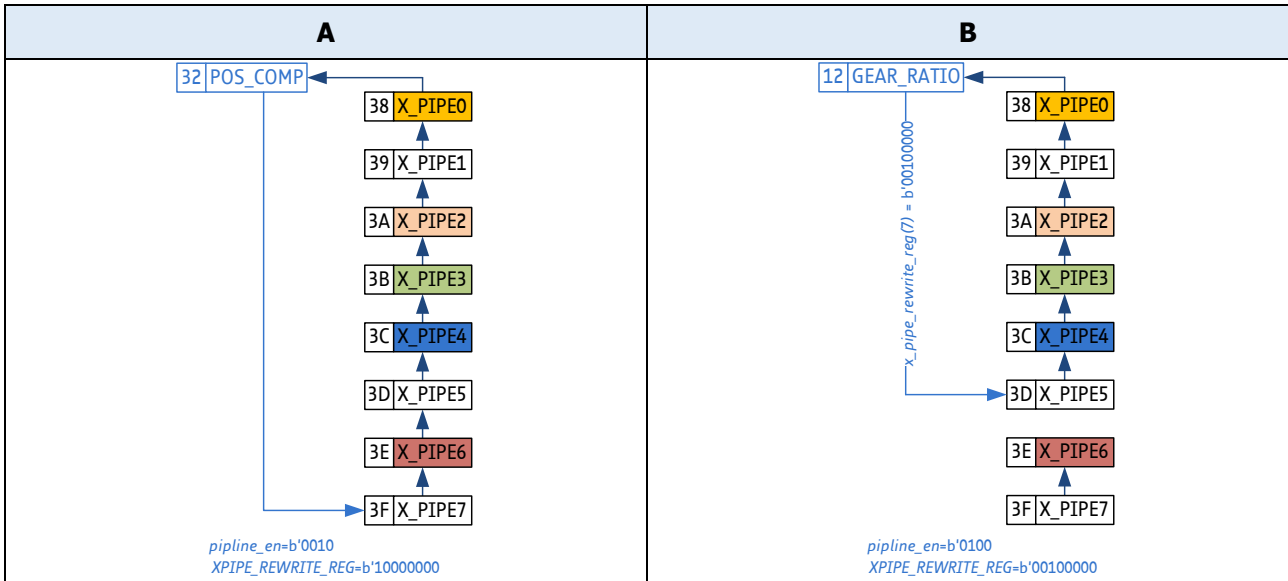 A
B
32 POS_COMP
38 X_PIPE0
39 X_PIPE1
3A X_PIPE2
3B X_PIPE3
3C X_PIPE4
3D X_PIPE5
3E X_PIPE6
3F X_PIPE7
pipline_en=b'0010
XPIPE_REWRITE_REG=b'10000000
12 GEAR_RATIO
x_pipe_rewrite_reg(7) = b'00100000
38 X_PIPE0
39 X_PIPE1
3A X_PIPE2
3B X_PIPE3
3C X_PIPE4
3D X_PIPE5
3E X_PIPE6
3F X_PIPE7
pipline_en=b'0100
XPIPE_REWRITE_REG=b'00100000